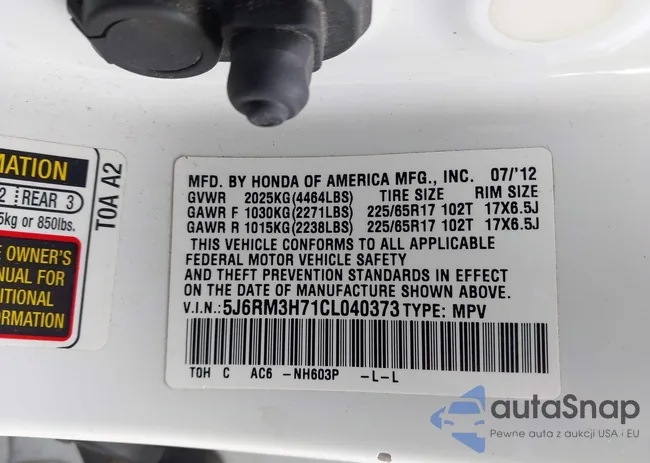 MATION
2 REAR 3
5kg or 850lbs.
E OWNER'S
NUAL FOR
DITIONAL
ORMATION
T0A A2
MFD. BY HONDA OF AMERICA MFG., INC. 07/'12
GVWR 2025KG(4464LBS) TIRE SIZE RIM SIZE
GAWR F 1030KG(2271LBS) 225/65R17 102T 17X6.5J
GAWR R 1015KG(2238LBS) 225/65R17 102T 17X6.5J
THIS VEHICLE CONFORMS TO ALL APPLICABLE
FEDERAL MOTOR VEHICLE SAFETY
AND THEFT PREVENTION STANDARDS IN EFFECT
ON THE DATE OF MANUFACTURE SHOWN ABOVE.
V.I.N.:5J6RM3H71CL040373 TYPE: MPV
T0H C AC6 -NH603P -L-L
autoSnap
Pewne auta z aukcji USA i EU